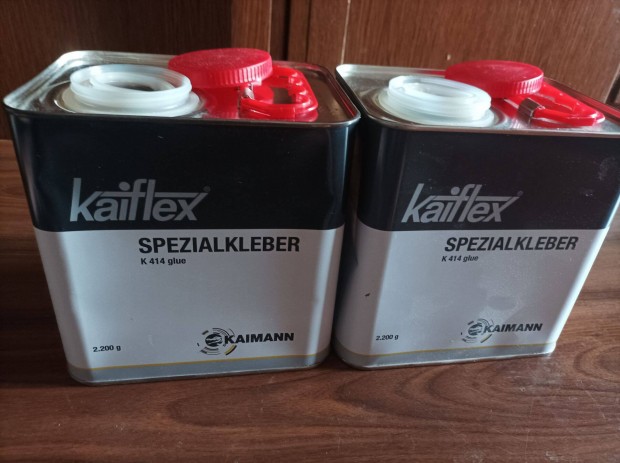 kaiflex®
SPEZIALKLEBER
K 414 glue
2.200 g
KAIMANN
kaiflex®
SPEZIALKLEBER
K 414 glue
2.200 g
KAIMANN